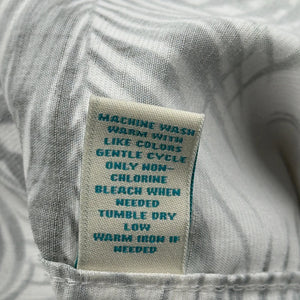 MACHINE WASH
WARM WITH
LIKE COLORS
GENTLE CYCLE
ONLY NON-
CHLORINE
BLEACH WHEN
NEEDED
TUMBLE DRY
LOW
WARM IRON IF
NEEDED